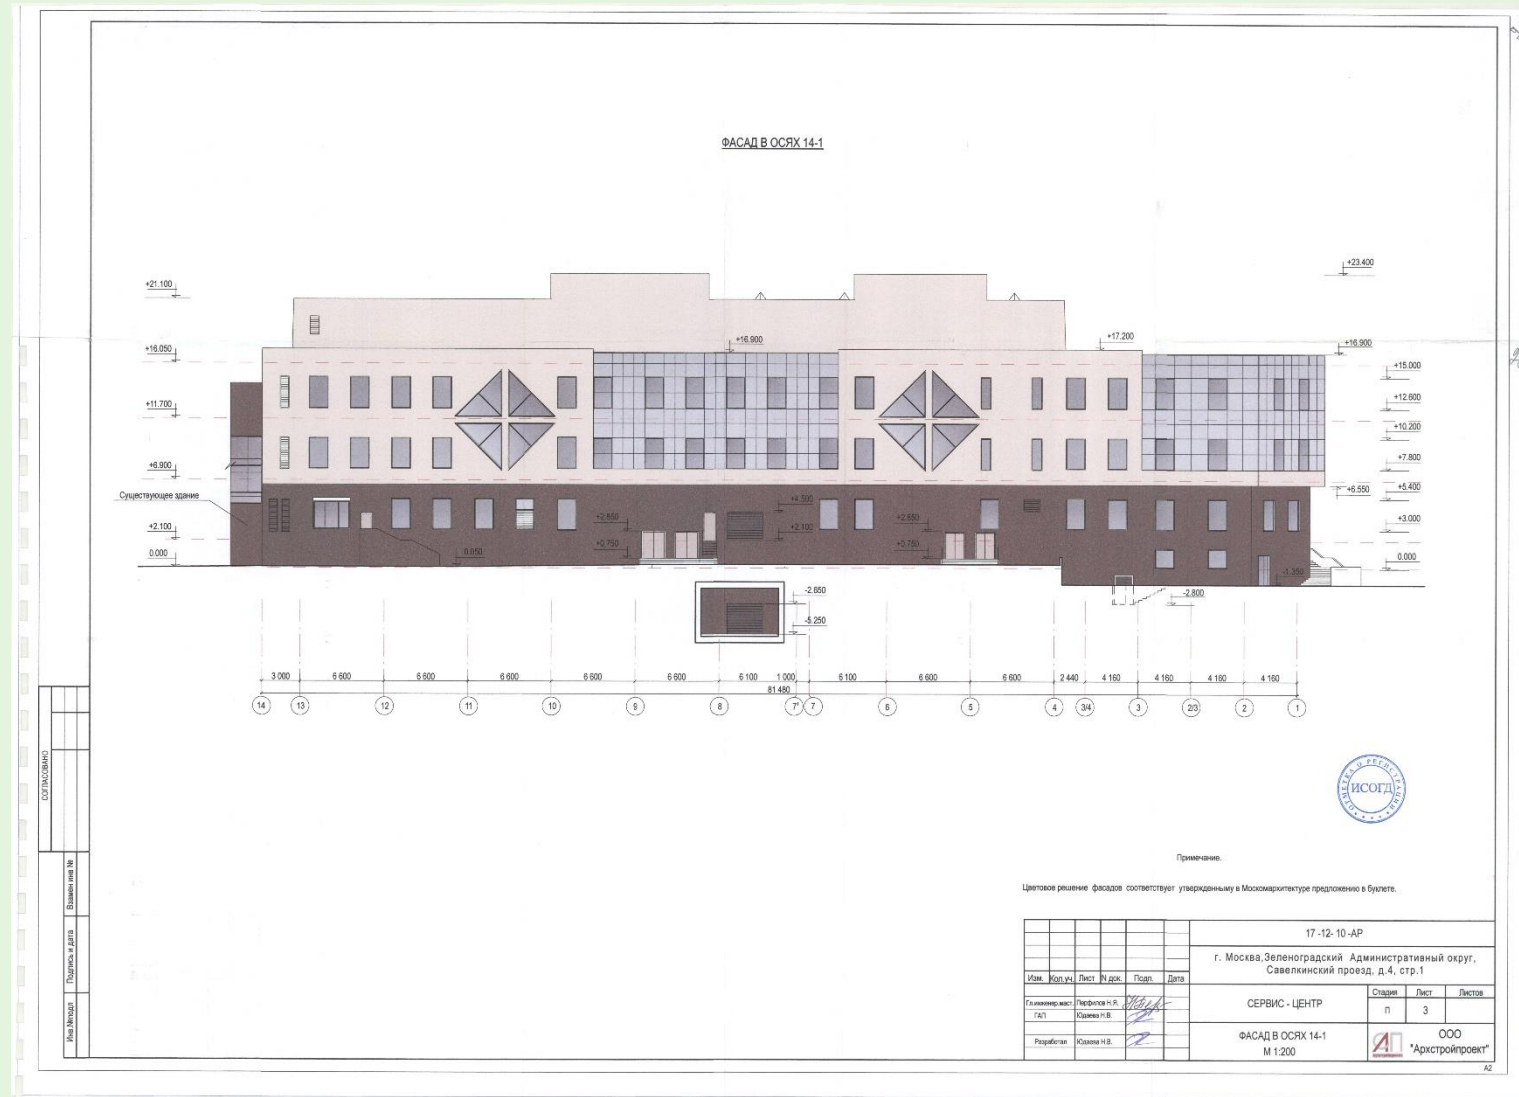 ФАСАД В ОСЯХ 14-1
+21.100
+23.400
+16.050
+16.900
+17.200
+16.900
+15.000
+11.700
+12.600
+10.200
+6.900
+7.800
+6.550
+5.400
Существующее здание
+4.500
+2.650
+2.650
+2.100
+2.100
+3.000
0.000
+0.750
0.050
+0.750
0.000
-1.350
-2.650
-2.800
-5.250
3 000 6 600 6 600 6 600 6 600 6 600 6 100 1 000 6 100 6 600 6 600 2 440 4 160 4 160 4 160 4 160
81 480
14 13 12 11 10 9 8 7' 7 6 5 4 3/4 3 2/3 2 1
ОТМЕТКА О РЕГИСТРАЦИИ
ИСОГД
СОГЛАСОВАНО
Взамен инв №
Подпись и дата
Инв.№подл
Примечание.
Цветовое решение фасадов соответствует утвержденныму в Москомархитектуре предложению в буклете.
17 -12- 10 -АР
г. Москва,Зеленоградский Административный округ,
Савелкинский проезд, д.4, стр.1
Изм. Кол.уч. Лист N док. Подп. Дата
Гл.инженер.маст. Перфилов Н.Я.
ГАП Юдаева Н.В.
Разработал Юдаева Н.В.
СЕРВИС - ЦЕНТР
Стадия Лист Листов
п 3
ФАСАД В ОСЯХ 14-1
М 1:200
АП
ООО
"Архстройпроект"
А2